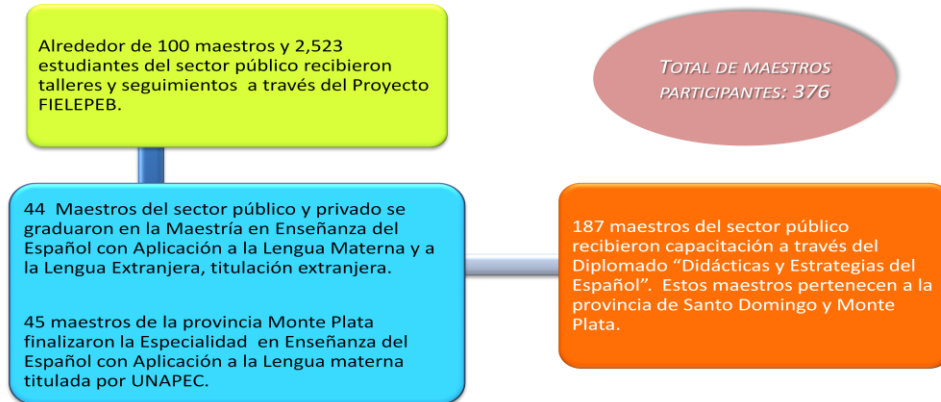 Alrededor de 100 maestros y 2,523
estudiantes del sector público recibieron
talleres y seguimientos a través del Proyecto
FIELEPEB.
TOTAL DE MAESTROS
PARTICIPANTES: 376
44 Maestros del sector público y privado se
graduaron en la Maestría en Enseñanza del
Español con Aplicación a la Lengua Materna y a
la Lengua Extranjera, titulación extranjera.
45 maestros de la provincia Monte Plata
finalizaron la Especialidad en Enseñanza del
Español con Aplicación a la Lengua materna
titulada por UNAPEC.
187 maestros del sector público
recibieron capacitación a través del
Diplomado “Didácticas y Estrategias del
Español”. Estos maestros pertenecen a la
provincia de Santo Domingo y Monte
Plata.